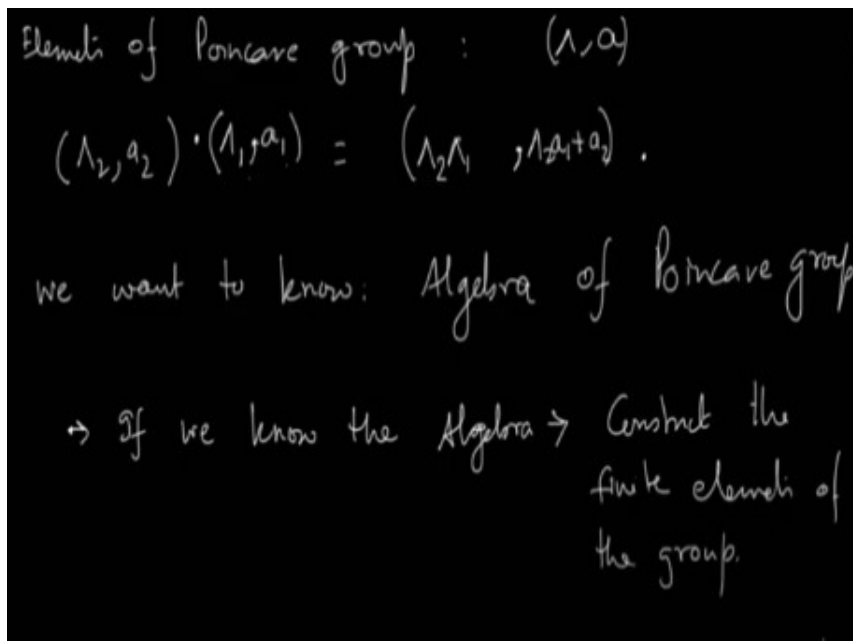 Elements of Poincare group : (Λ, a)
(Λ₂, a₂) · (Λ₁, a₁) = (Λ₂Λ₁ , Λ₂a₁+a₂) .
we want to know: Algebra of Poincare group
→ If we know the Algebra → Construct the
finite elements of
the group.